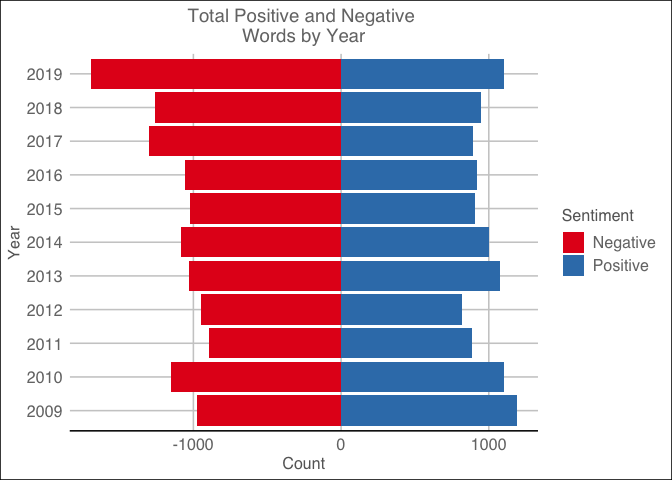 Total Positive and Negative
Words by Year
2019
2018
2017
2016
2015
2014
2013
2012
2011
2010
2009
Year
-1000
0
1000
Count
Sentiment
Negative
Positive